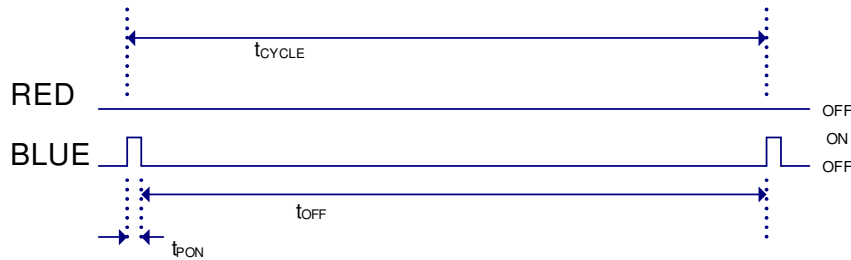 tCYCLE
RED
OFF
ON
BLUE
OFF
tOFF
tPON